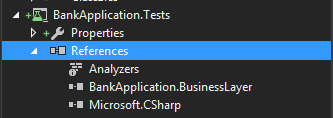 BankApplication.Tests
Properties
References
Analyzers
BankApplication.BusinessLayer
Microsoft.CSharp